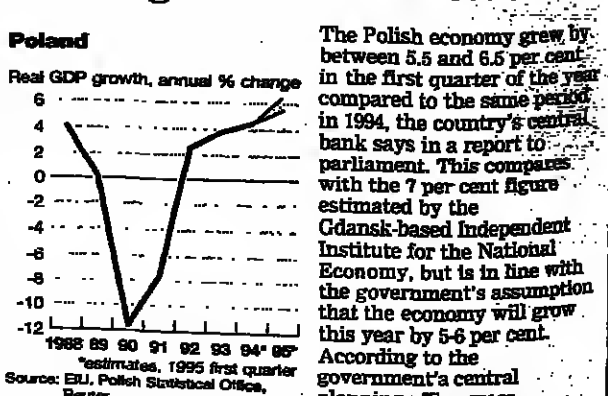 Poland
Real GDP growth, annual % change
6
4
2
0
-2
-4
-6
-8
-10
-12
1988 89 90 91 92 93 94* 95*
*estimates, 1995 first quarter
Source: EIU, Polish Statistical Office,
Reuter
The Polish economy grew by
between 5.5 and 6.5 per cent
in the first quarter of the year
compared to the same period
in 1994, the country's central
bank says in a report to
parliament. This compares
with the 7 per cent figure
estimated by the
Gdansk-based Independent
Institute for the National
Economy, but is in line with
the government's assumption
that the economy will grow
this year by 5-6 per cent.
According to the
government's central